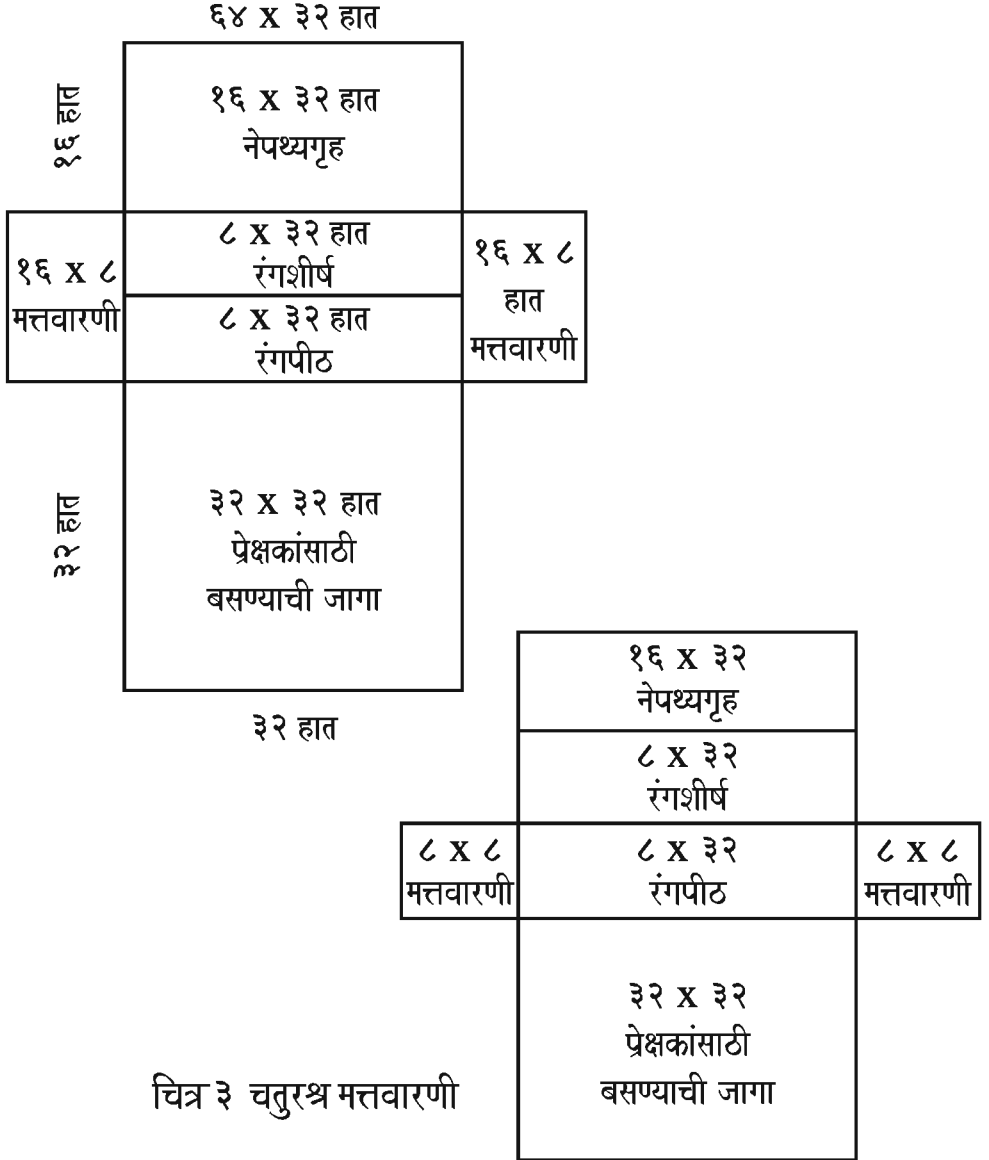 ६४ x ३२ हात
१६ हात
१६ x ३२ हात
नेपथ्यगृह
१६ x ८
मत्तवारणी
८ x ३२ हात
रंगशीर्ष
८ x ३२ हात
रंगपीठ
१६ x ८
हात
मत्तवारणी
३२ हात
३२ x ३२ हात
प्रेक्षकांसाठी
बसण्याची जागा
३२ हात
१६ x ३२
नेपथ्यगृह
८ x ३२
रंगशीर्ष
८ x ८
मत्तवारणी
८ x ३२
रंगपीठ
८ x ८
मत्तवारणी
३२ x ३२
प्रेक्षकांसाठी
बसण्याची जागा
चित्र ३ चतुरश्र मत्तवारणी